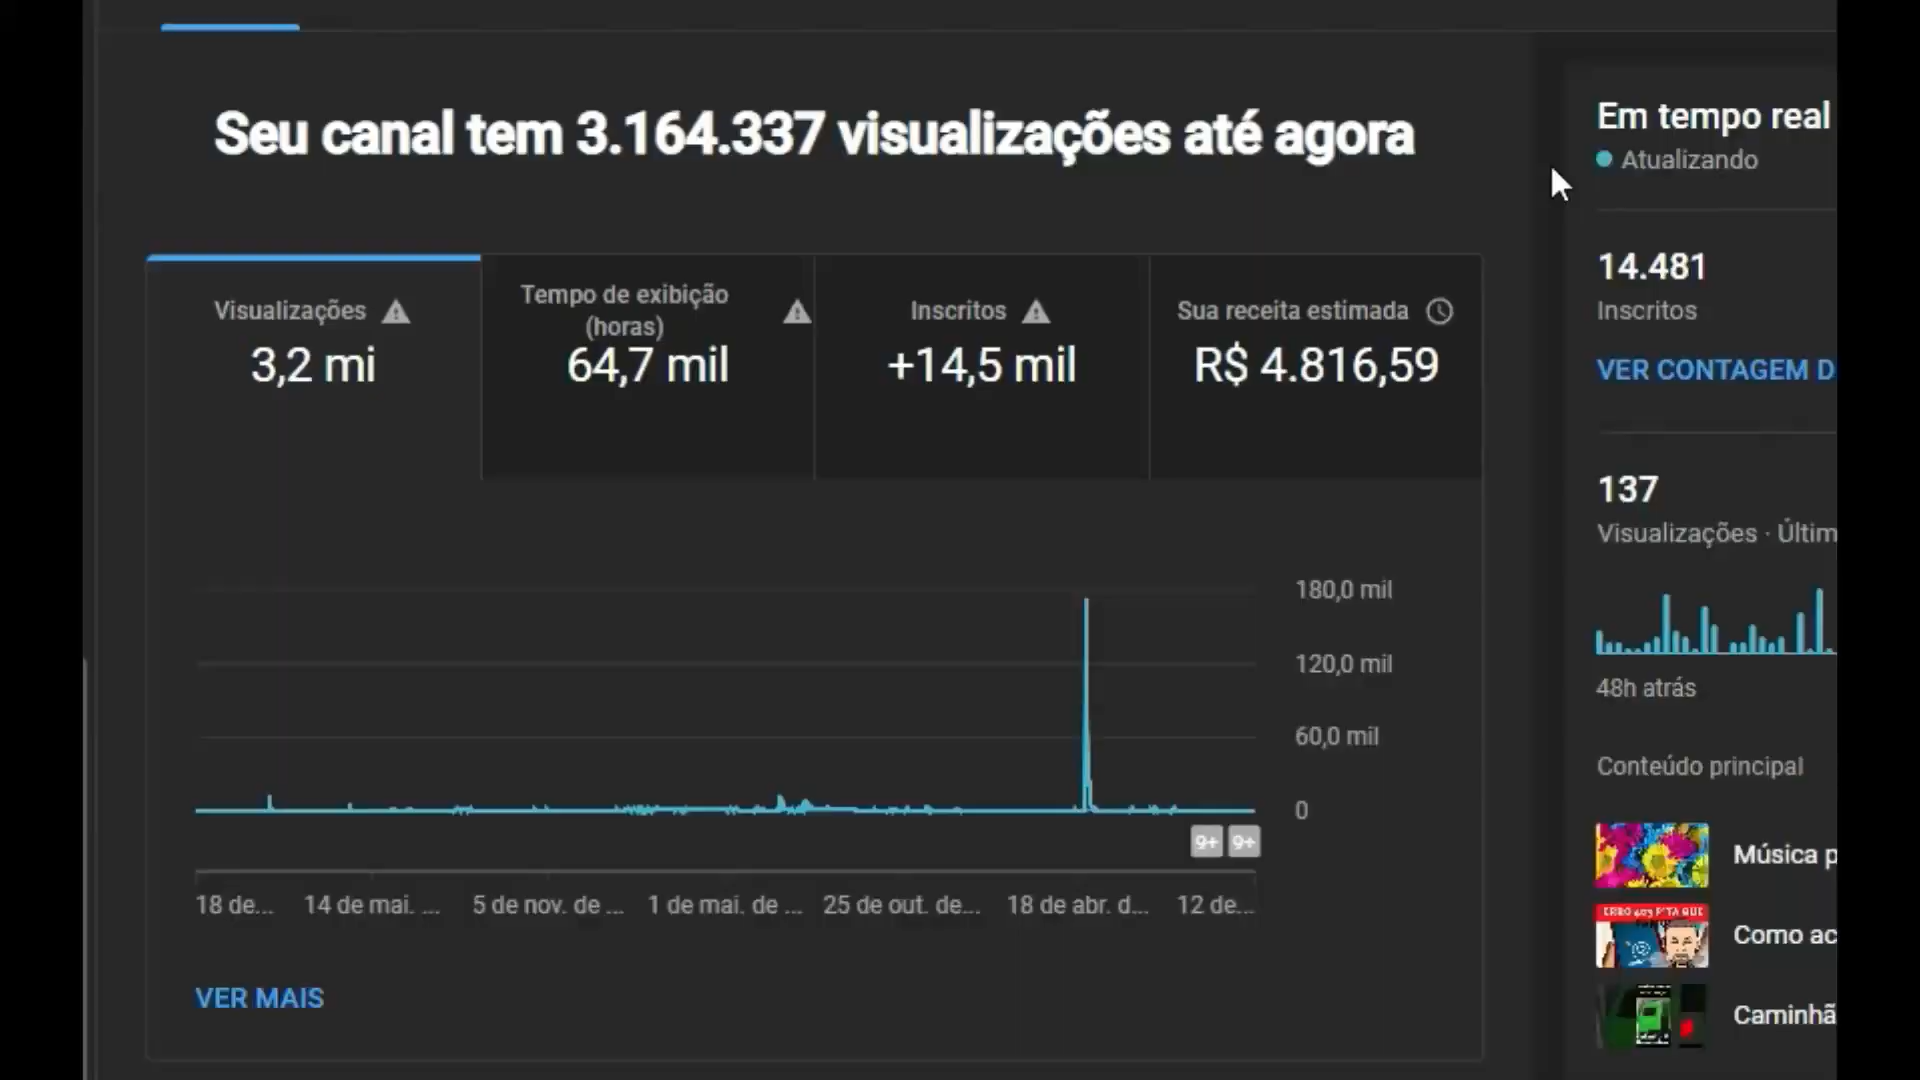 Seu canal tem 3.164.337 visualizações até agora
Visualizações
3,2 mi
Tempo de exibição
(horas)
64,7 mil
Inscritos
+14,5 mil
Sua receita estimada
R$ 4.816,59
180,0 mil
120,0 mil
60,0 mil
0
9+ 9+
18 de... 14 de mai. ... 5 de nov. de ... 1 de mai. de ... 25 de out. de... 18 de abr. d... 12 de...
VER MAIS
Em tempo real
Atualizando
14.481
Inscritos
VER CONTAGEM D
137
Visualizações · Últim
48h atrás
Conteúdo principal
Música p
ERRO 403 P
QUE
Como ac
Caminhã